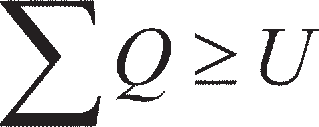 ∑ Q ≥ U